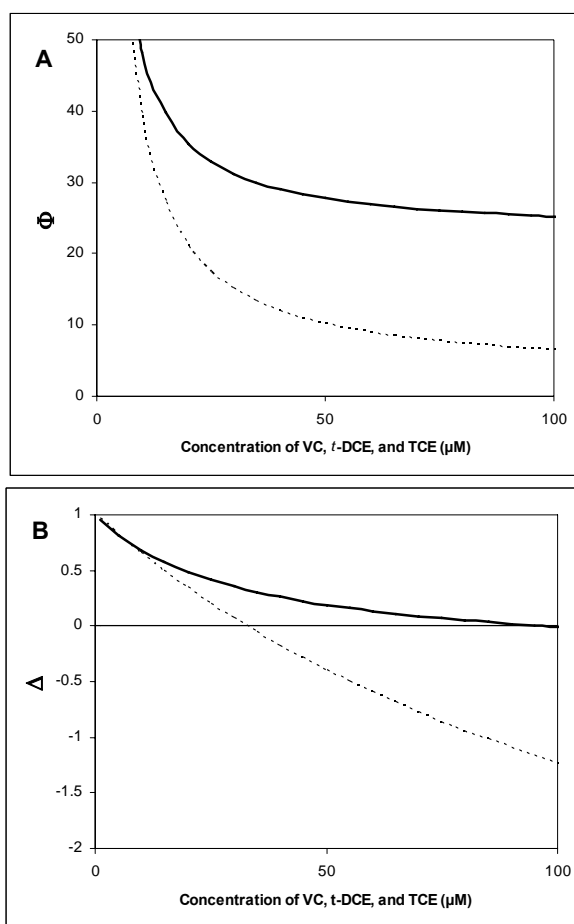 A
50
40
30
20
10
0
Φ
0 50 100
Concentration of VC, t-DCE, and TCE (µM)
B
1
0.5
0
-0.5
-1
-1.5
-2
Δ
0 50 100
Concentration of VC, t-DCE, and TCE (µM)